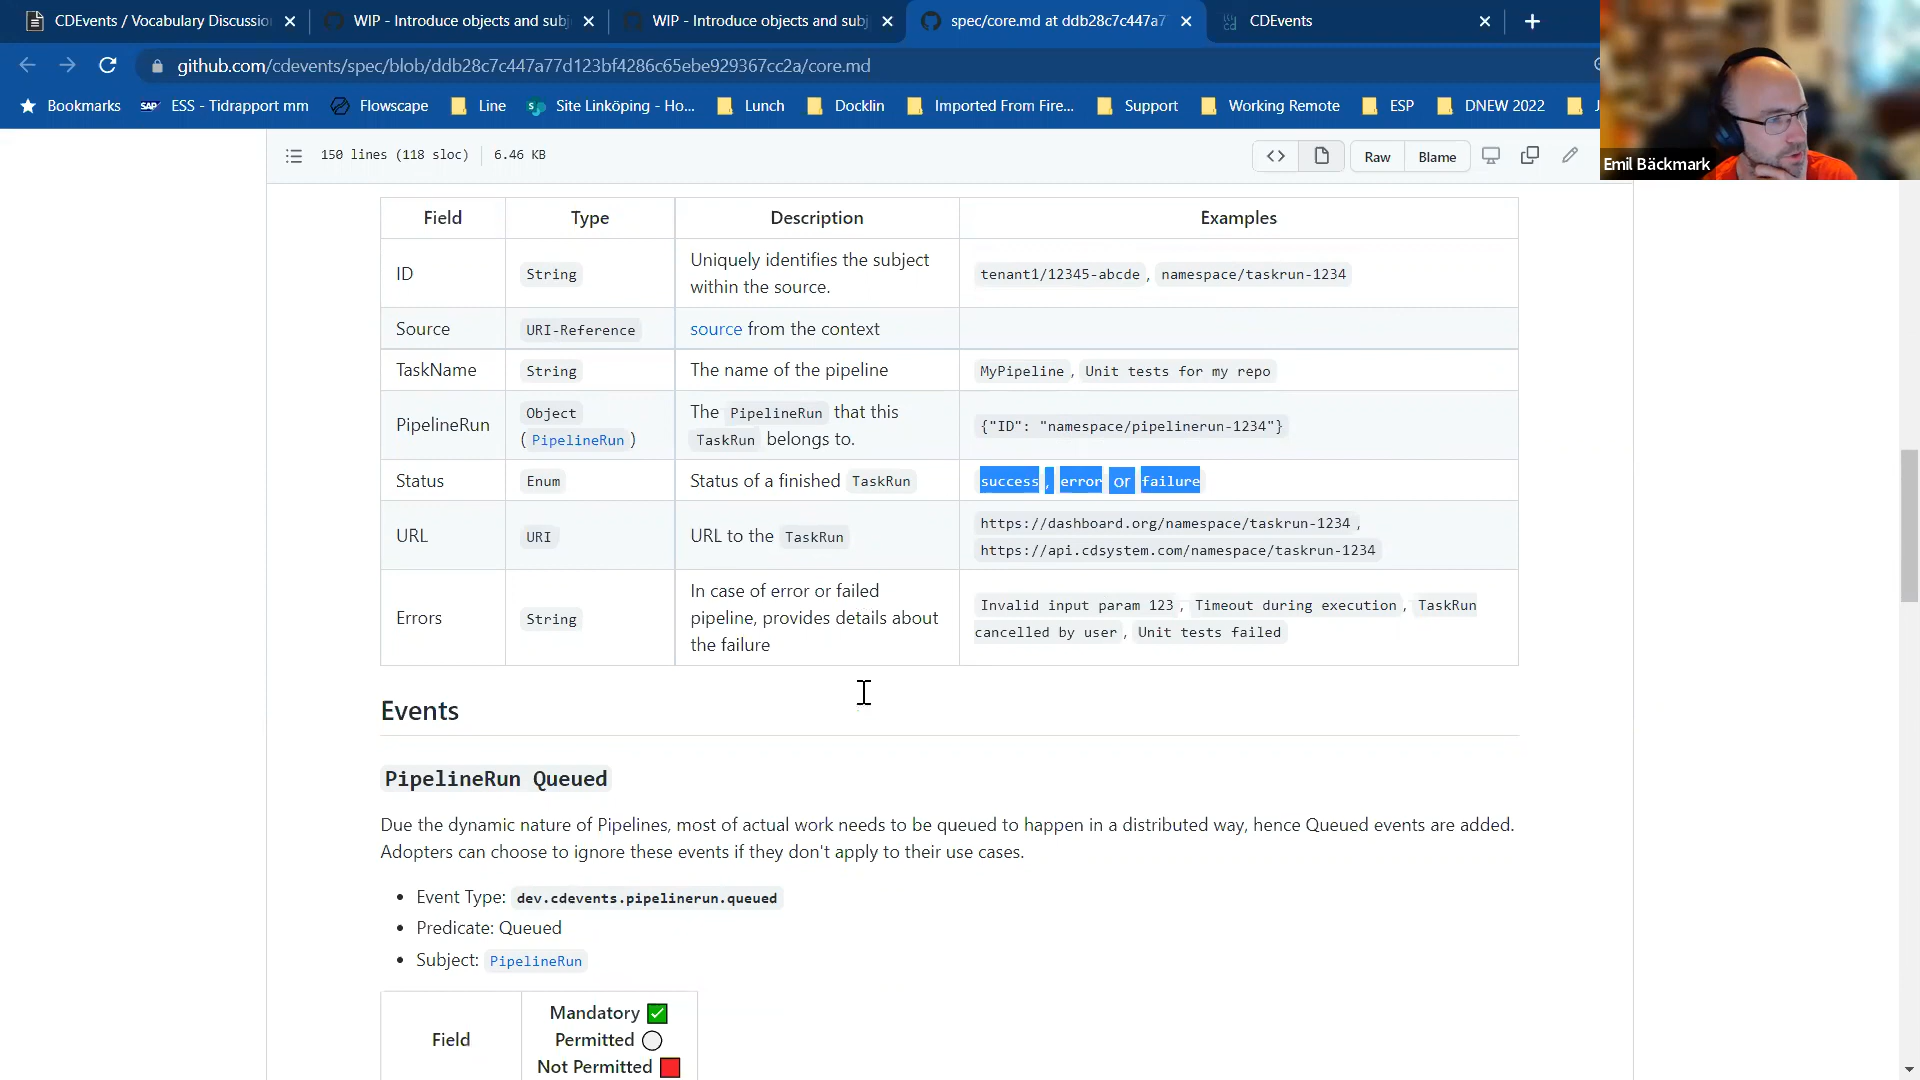 CDEvents / Vocabulary Discussio
WIP - Introduce objects and subj
WIP - Introduce objects and subj
spec/core.md at ddb28c7c447a7
CDEvents
github.com/cdevents/spec/blob/ddb28c7c447a77d123bf4286c65ebe929367cc2a/core.md
Bookmarks
ESS - Tidrapport mm
Flowscape
Line
Site Linköping - Ho...
Lunch
Docklin
Imported From Fire...
Support
Working Remote
ESP
DNEW 2022
Emil Bäckmark
150 lines (118 sloc) 6.46 KB
Raw
Blame
Field Type Description Examples
ID String Uniquely identifies the subject within the source. tenant1/12345-abcde, namespace/taskrun-1234
Source URI-Reference source from the context
TaskName String The name of the pipeline MyPipeline, Unit tests for my repo
PipelineRun Object (PipelineRun) The PipelineRun that this TaskRun belongs to. {"ID": "namespace/pipelinerun-1234"}
Status Enum Status of a finished TaskRun success, error or failure
URL URI URL to the TaskRun https://dashboard.org/namespace/taskrun-1234, https://api.cdsystem.com/namespace/taskrun-1234
Errors String In case of error or failed pipeline, provides details about the failure Invalid input param 123, Timeout during execution, TaskRun cancelled by user, Unit tests failed
Events
PipelineRun Queued
Due the dynamic nature of Pipelines, most of actual work needs to be queued to happen in a distributed way, hence Queued events are added.
Adopters can choose to ignore these events if they don't apply to their use cases.
• Event Type: dev.cdevents.pipelinerun.queued
• Predicate: Queued
• Subject: PipelineRun
Field
Mandatory ✅
Permitted ⚪
Not Permitted 🟥